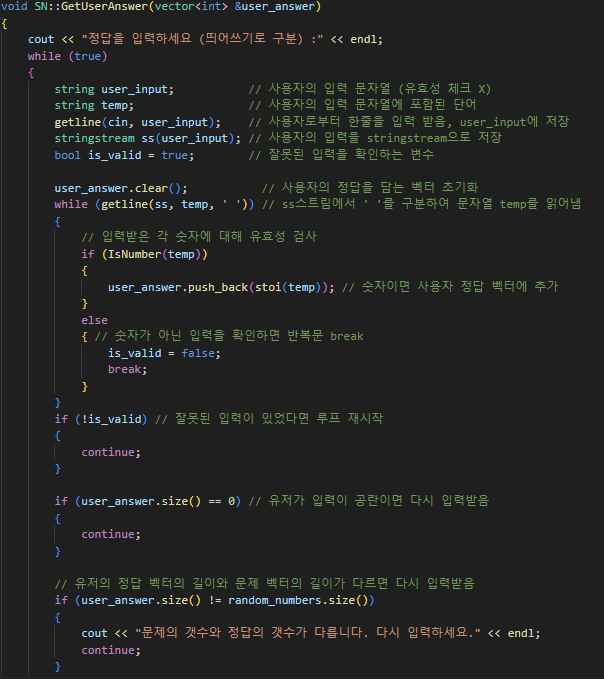 void SN::GetUserAnswer(vector<int> &user_answer)
{
    cout << "정답을 입력하세요 (띄어쓰기로 구분) :" << endl;
    while (true)
    {
        string user_input;           // 사용자의 입력 문자열 (유효성 체크 X)
        string temp;                 // 사용자의 입력 문자열에 포함된 단어
        getline(cin, user_input);    // 사용자로부터 한줄을 입력 받음, user_input에 저장
        stringstream ss(user_input); // 사용자의 입력을 stringstream으로 저장
        bool is_valid = true;        // 잘못된 입력을 확인하는 변수

        user_answer.clear();           // 사용자의 정답을 담는 벡터 초기화
        while (getline(ss, temp, ' ')) // ss스트림에서 ' '를 구분하여 문자열 temp를 읽어냄
        {
            // 입력받은 각 숫자에 대해 유효성 검사
            if (IsNumber(temp))
            {
                user_answer.push_back(stoi(temp)); // 숫자이면 사용자 정답 벡터에 추가
            }
            else
            { // 숫자가 아닌 입력을 확인하면 반복문 break
                is_valid = false;
                break;
            }
        }
        if (!is_valid) // 잘못된 입력이 있었다면 루프 재시작
        {
            continue;
        }

        if (user_answer.size() == 0) // 유저가 입력이 공란이면 다시 입력받음
        {
            continue;
        }

        // 유저의 정답 벡터의 길이와 문제 벡터의 길이가 다르면 다시 입력받음
        if (user_answer.size() != random_numbers.size())
        {
            cout << "문제의 갯수와 정답의 갯수가 다릅니다. 다시 입력하세요." << endl;
            continue;
        }